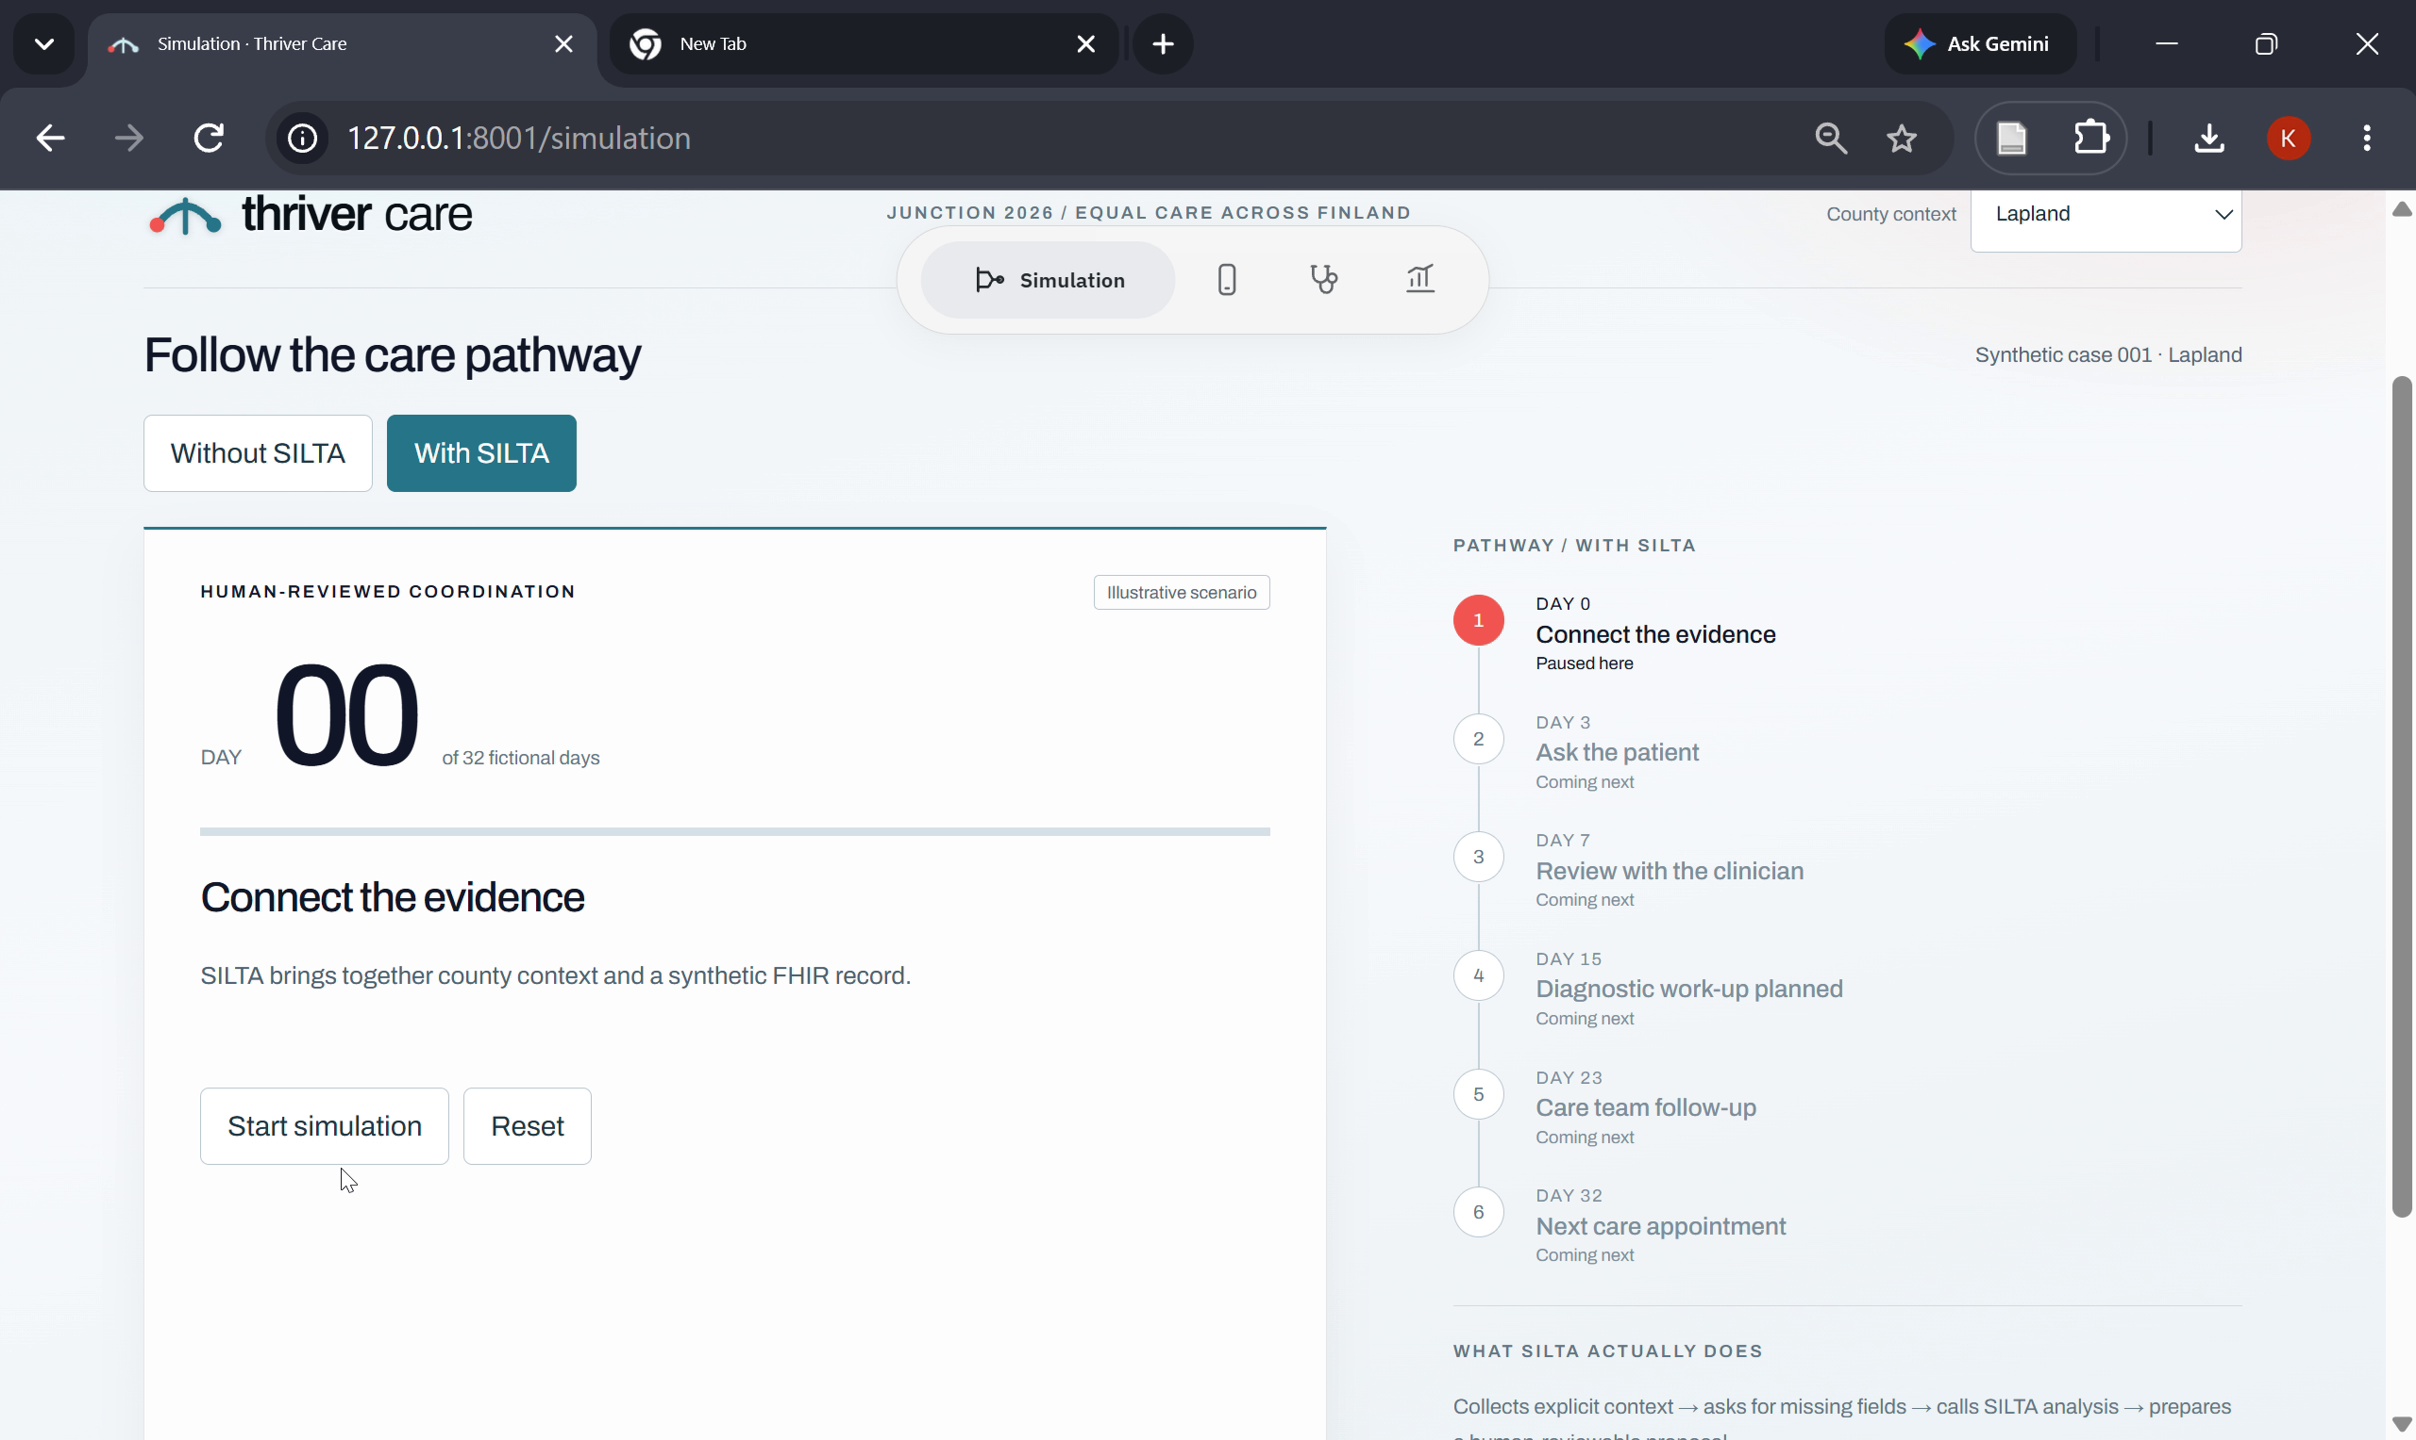 Simulation · Thriver Care
New Tab
Ask Gemini
127.0.0.1:8001/simulation
K
thriver care
JUNCTION 2026 / EQUAL CARE ACROSS FINLAND
County context
Lapland
Simulation
Follow the care pathway
Synthetic case 001 · Lapland
Without SILTA
With SILTA
HUMAN-REVIEWED COORDINATION
Illustrative scenario
DAY 00 of 32 fictional days
Connect the evidence
SILTA brings together county context and a synthetic FHIR record.
Start simulation
Reset
PATHWAY / WITH SILTA
1
DAY 0
Connect the evidence
Paused here
2
DAY 3
Ask the patient
Coming next
3
DAY 7
Review with the clinician
Coming next
4
DAY 15
Diagnostic work-up planned
Coming next
5
DAY 23
Care team follow-up
Coming next
6
DAY 32
Next care appointment
Coming next
WHAT SILTA ACTUALLY DOES
Collects explicit context → asks for missing fields → calls SILTA analysis → prepares
a human-reviewable proposal